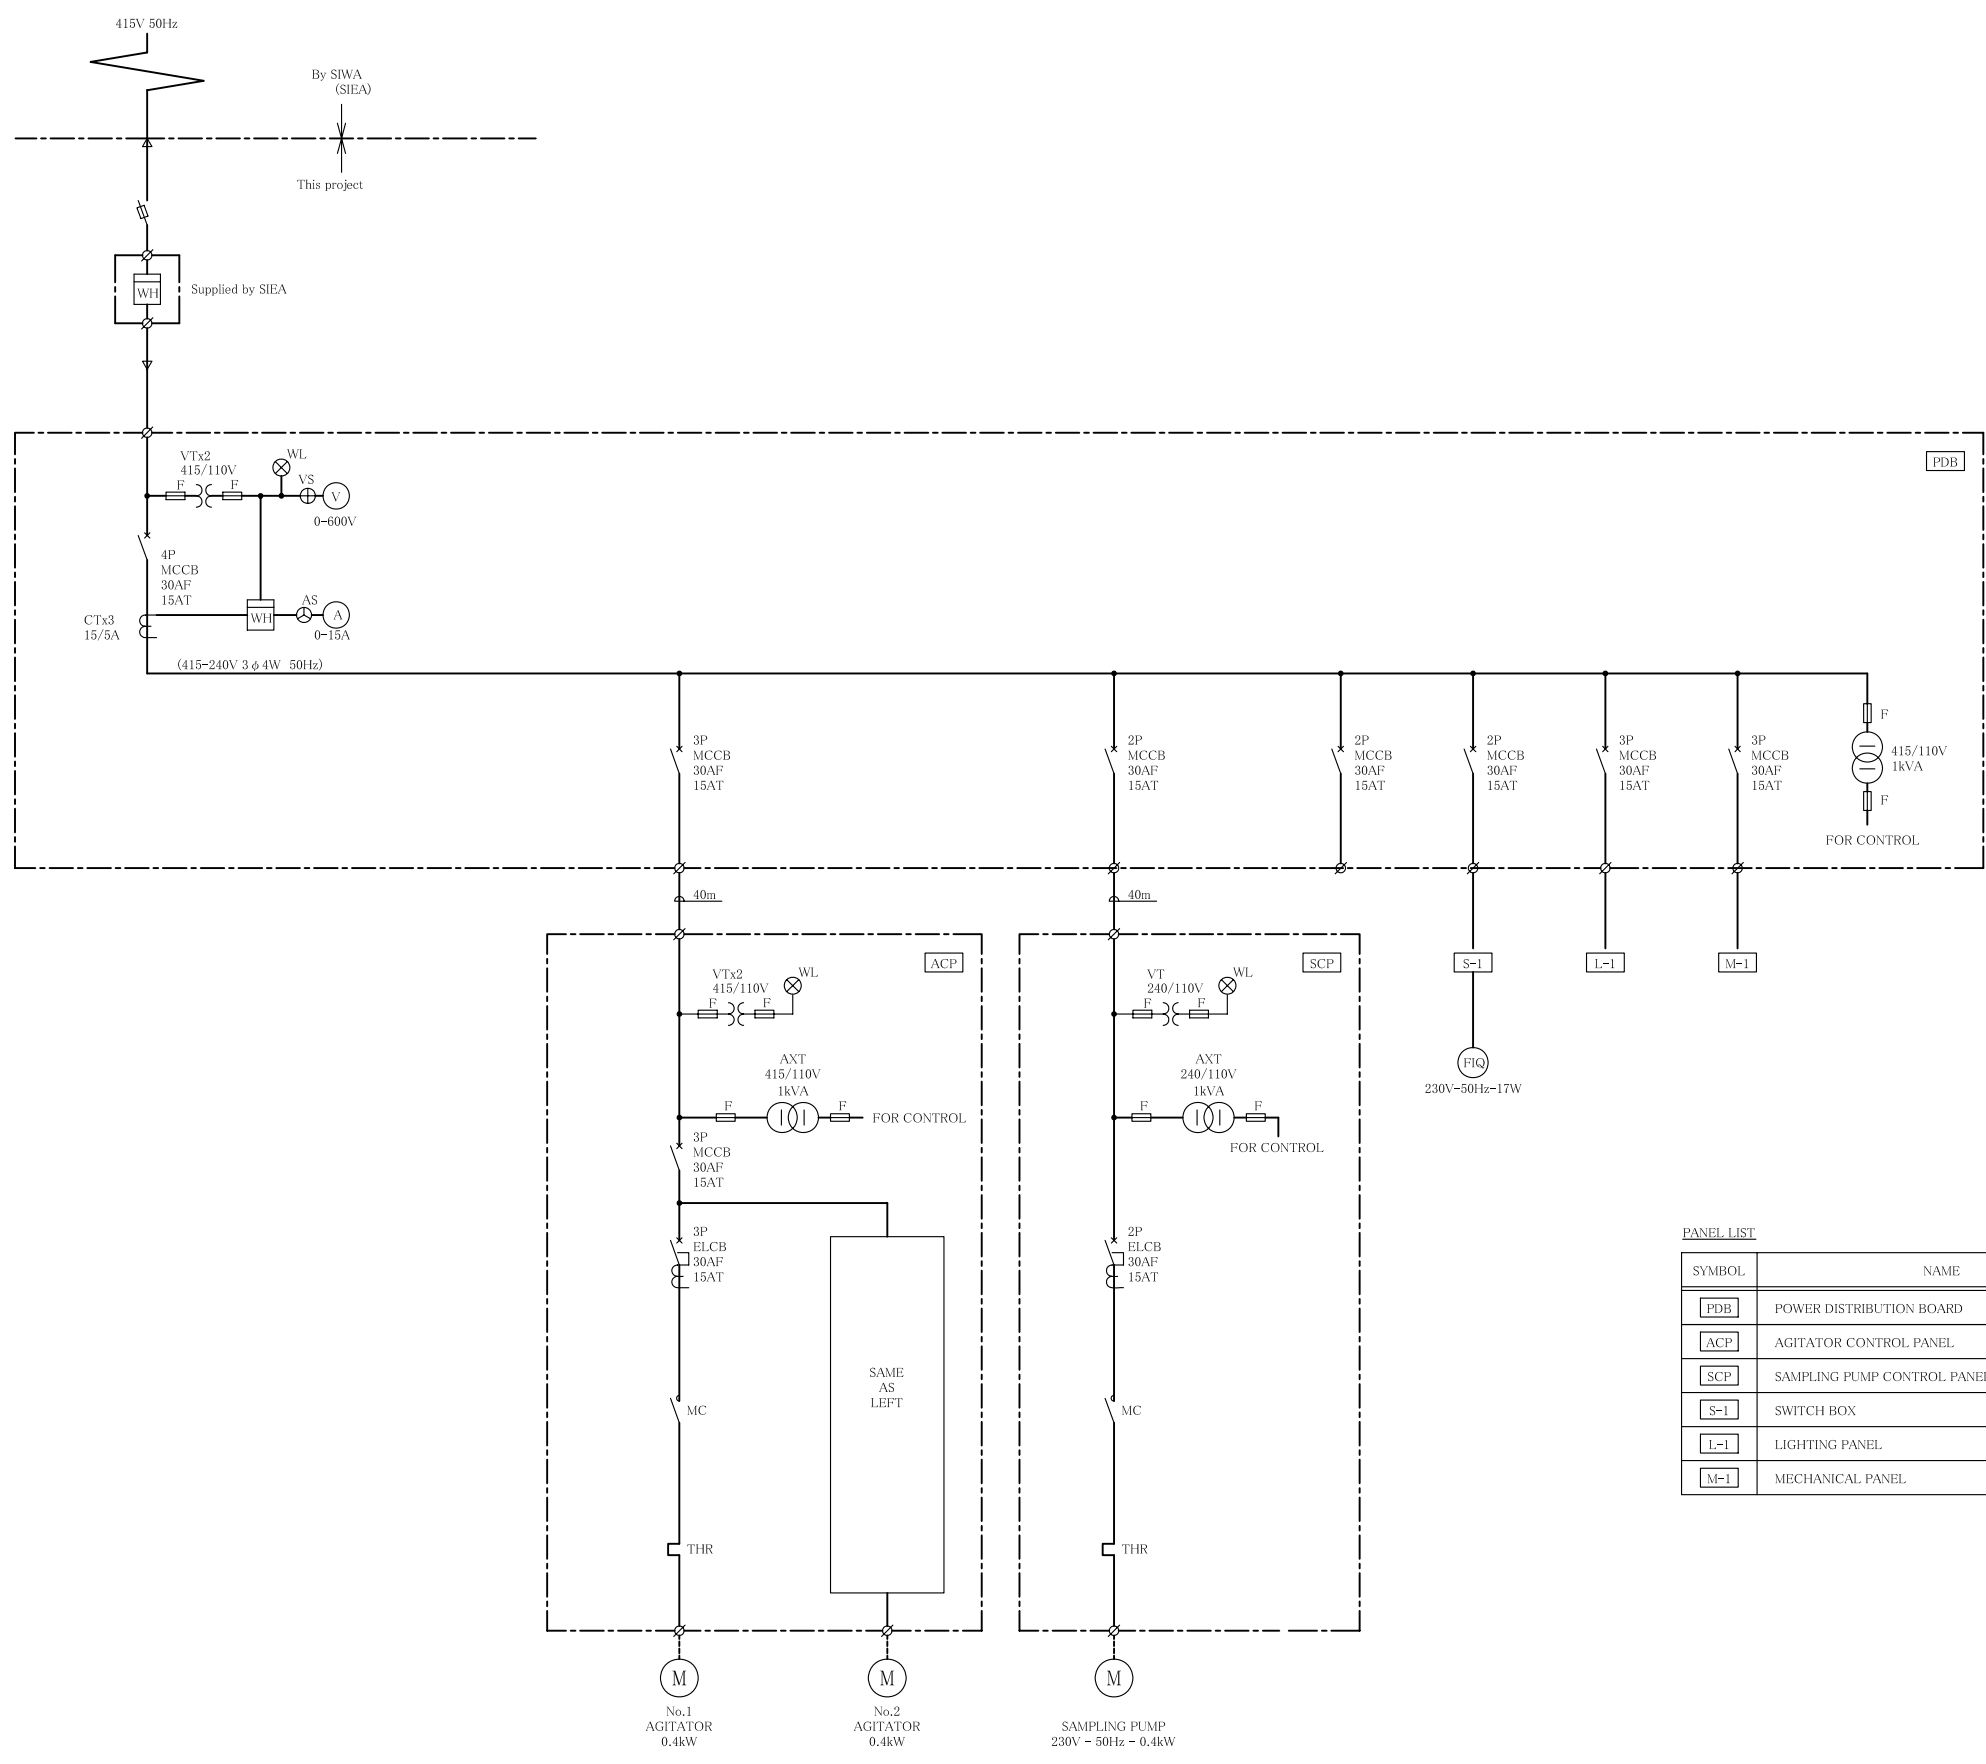 415V 50Hz
By SIWA
(SIEA)
This project
WH
Supplied by SIEA
PDB
VTx2
415/110V
F
F
WL
VS
V
0-600V
4P
MCCB
30AF
15AT
CTx3
15/5A
WH
AS
A
0-15A
(415-240V 3 φ 4W 50Hz)
3P
MCCB
30AF
15AT
2P
MCCB
30AF
15AT
2P
MCCB
30AF
15AT
2P
MCCB
30AF
15AT
3P
MCCB
30AF
15AT
3P
MCCB
30AF
15AT
F
415/110V
1kVA
F
FOR CONTROL
40m
40m
ACP
VTx2
415/110V
F
F
WL
AXT
415/110V
1kVA
F
F
FOR CONTROL
3P
MCCB
30AF
15AT
3P
ELCB
30AF
15AT
SAME
AS
LEFT
MC
THR
M
No.1
AGITATOR
0.4kW
M
No.2
AGITATOR
0.4kW
SCP
VT
240/110V
F
F
WL
AXT
240/110V
1kVA
F
F
FOR CONTROL
2P
ELCB
30AF
15AT
MC
THR
M
SAMPLING PUMP
230V - 50Hz - 0.4kW
S-1
L-1
M-1
FIQ
230V-50Hz-17W
PANEL LIST
SYMBOL NAME
PDB POWER DISTRIBUTION BOARD
ACP AGITATOR CONTROL PANEL
SCP SAMPLING PUMP CONTROL PANEL
S-1 SWITCH BOX
L-1 LIGHTING PANEL
M-1 MECHANICAL PANEL